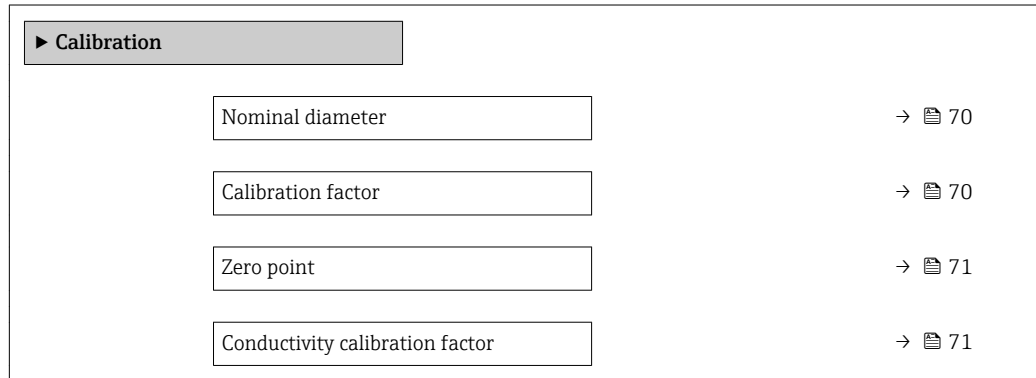 ▶ Calibration
Nominal diameter → 70
Calibration factor → 70
Zero point → 71
Conductivity calibration factor → 71